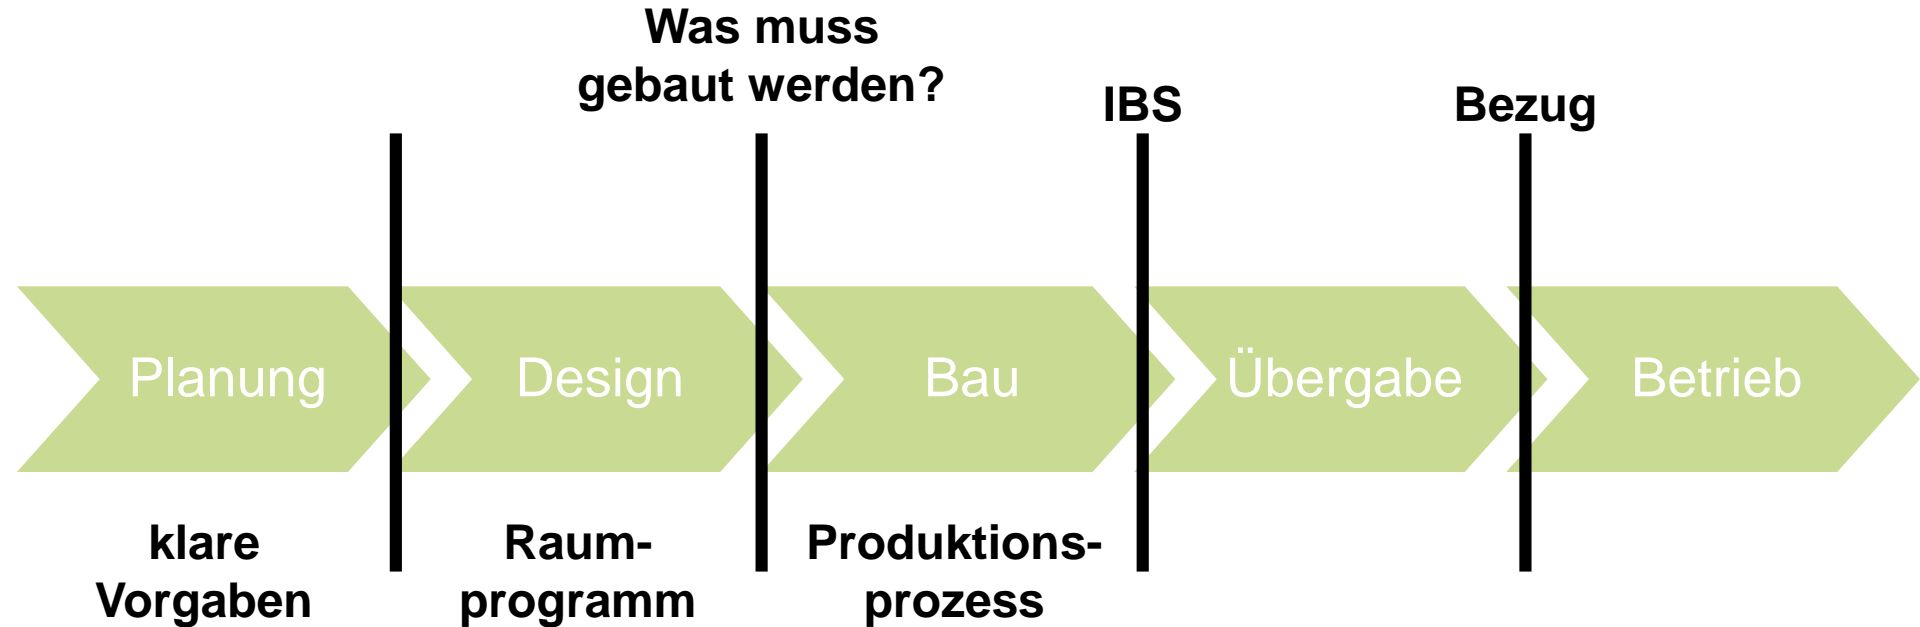 Was muss
gebaut werden?
IBS
Bezug
Planung
Design
Bau
Übergabe
Betrieb
klare
Vorgaben
Raum-
programm
Produktions-
prozess